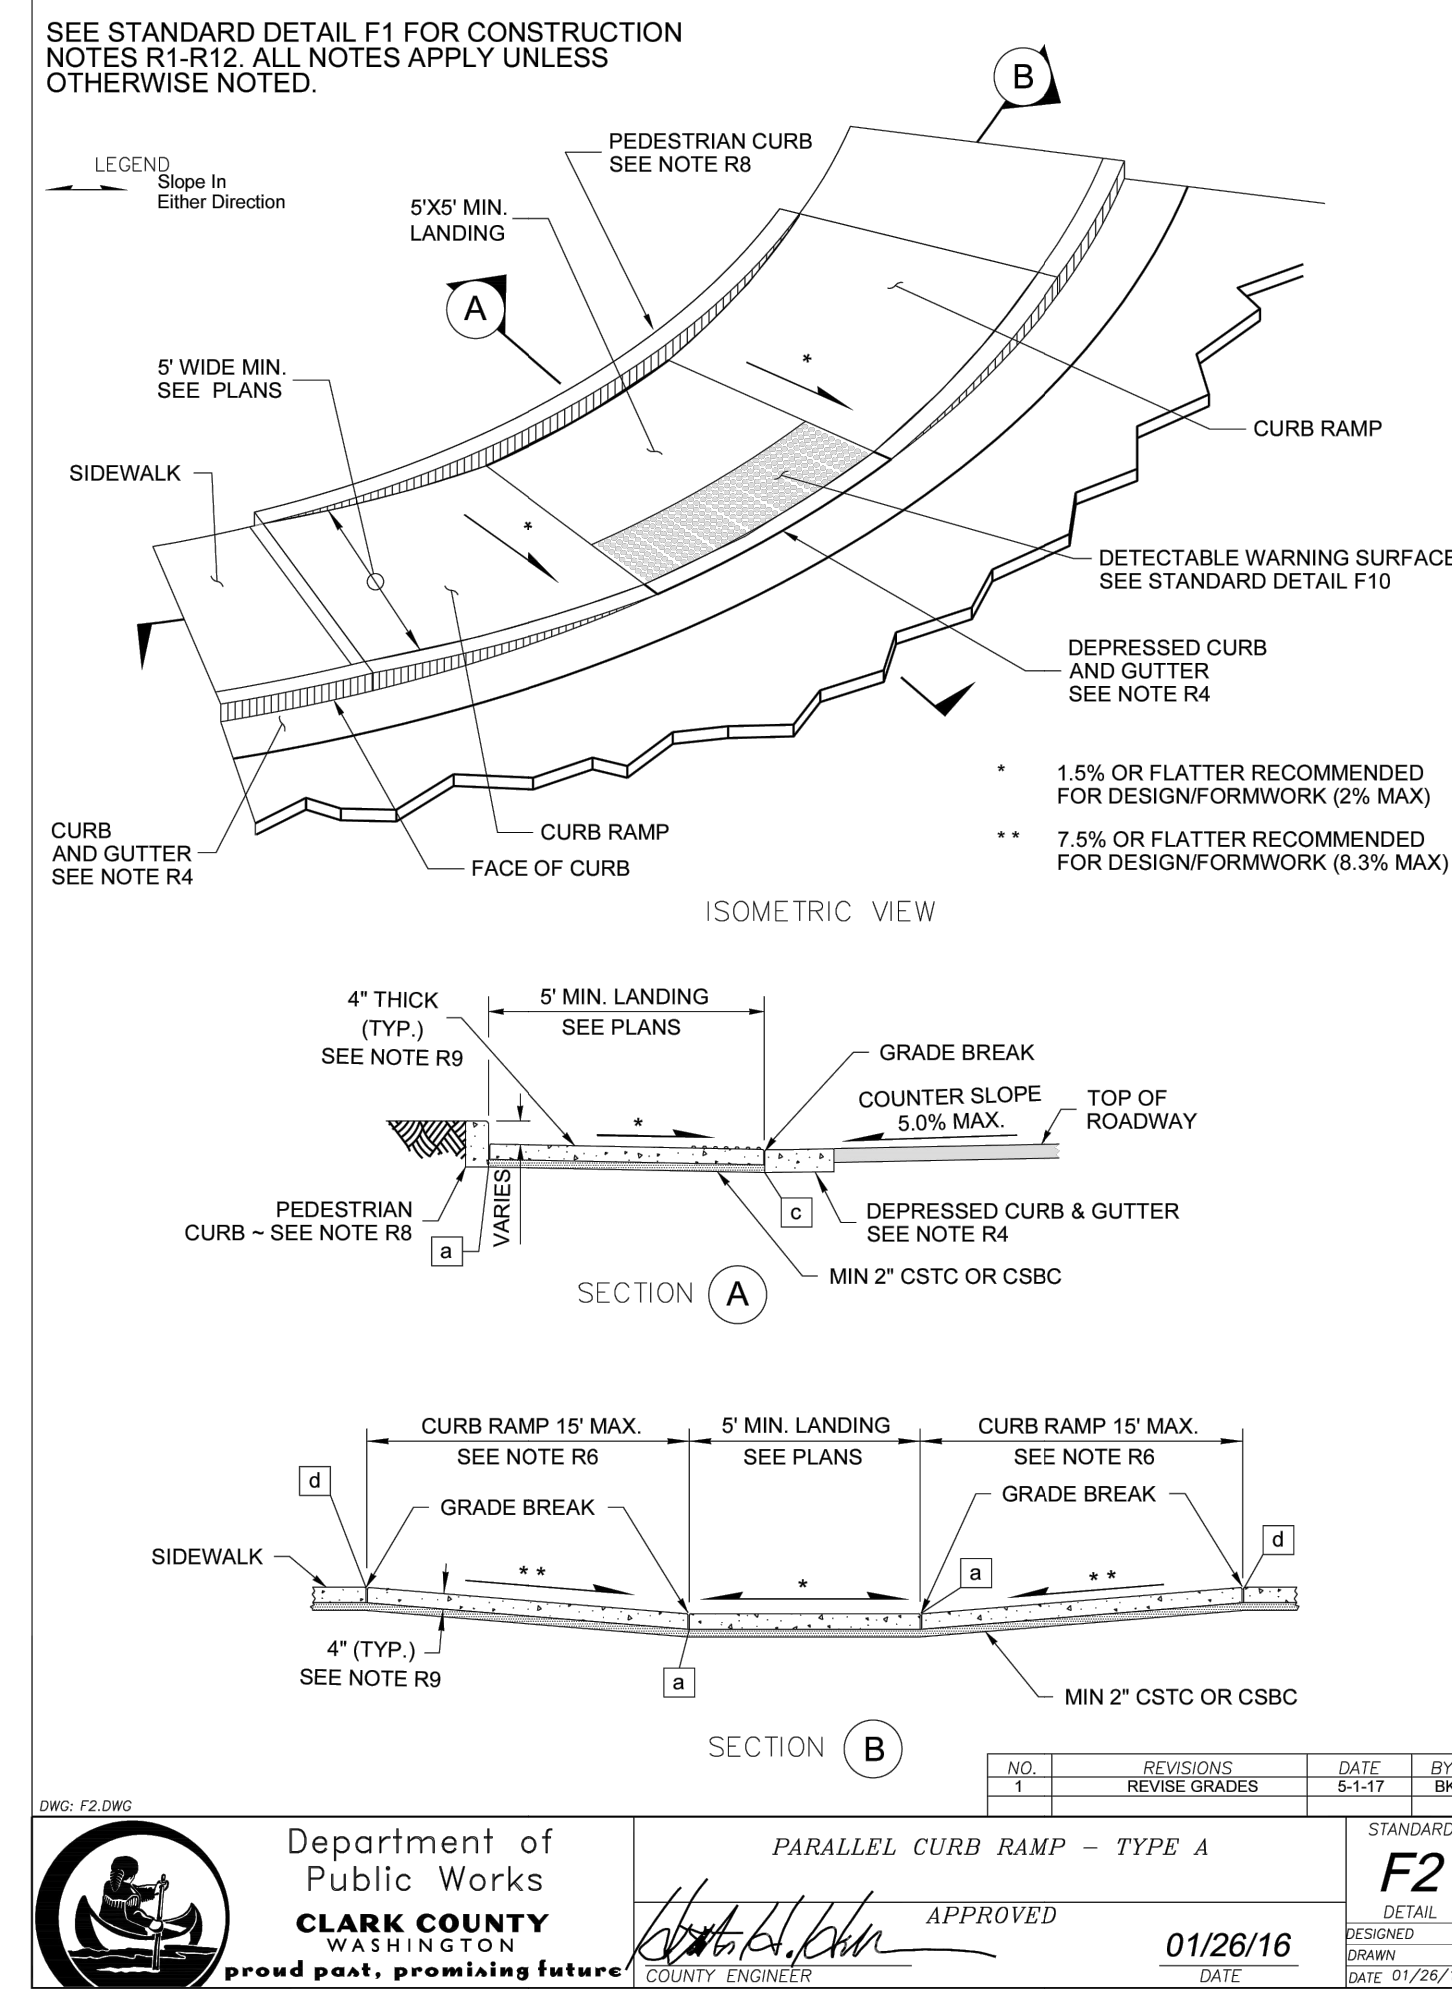 SEE STANDARD DETAIL F1 FOR CONSTRUCTION
NOTES R1-R12. ALL NOTES APPLY UNLESS
OTHERWISE NOTED.
LEGEND
Slope In
Either Direction
B
PEDESTRIAN CURB
SEE NOTE R8
5'X5' MIN.
LANDING
A
5' WIDE MIN.
SEE PLANS
*
CURB RAMP
SIDEWALK
*
DETECTABLE WARNING SURFACE
SEE STANDARD DETAIL F10
DEPRESSED CURB
AND GUTTER
SEE NOTE R4
* 1.5% OR FLATTER RECOMMENDED
FOR DESIGN/FORMWORK (2% MAX)
* * 7.5% OR FLATTER RECOMMENDED
FOR DESIGN/FORMWORK (8.3% MAX)
CURB
AND GUTTER
SEE NOTE R4
CURB RAMP
FACE OF CURB
ISOMETRIC VIEW
4" THICK
(TYP.)
SEE NOTE R9
5' MIN. LANDING
SEE PLANS
GRADE BREAK
COUNTER SLOPE
5.0% MAX.
TOP OF
ROADWAY
*
PEDESTRIAN
CURB ~ SEE NOTE R8
a
VARIES
c
DEPRESSED CURB & GUTTER
SEE NOTE R4
MIN 2" CSTC OR CSBC
SECTION A
CURB RAMP 15' MAX.
SEE NOTE R6
5' MIN. LANDING
SEE PLANS
CURB RAMP 15' MAX.
SEE NOTE R6
d
GRADE BREAK
GRADE BREAK
d
SIDEWALK
* *
*
a
* *
4" (TYP.)
SEE NOTE R9
a
MIN 2" CSTC OR CSBC
SECTION B
NO. REVISIONS DATE BY
1 REVISE GRADES 5-1-17 BK
DWG: F2.DWG
Department of
Public Works
CLARK COUNTY
WASHINGTON
proud past, promising future
PARALLEL CURB RAMP – TYPE A
APPROVED
COUNTY ENGINEER
01/26/16
DATE
STANDARD
F2
DETAIL
DESIGNED
DRAWN
DATE 01/26/